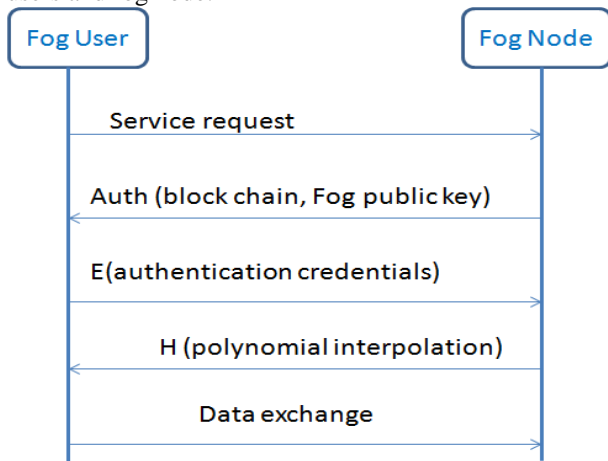 Fog User
Fog Node
Service request
Auth (block chain, Fog public key)
E(authentication credentials)
H (polynomial interpolation)
Data exchange